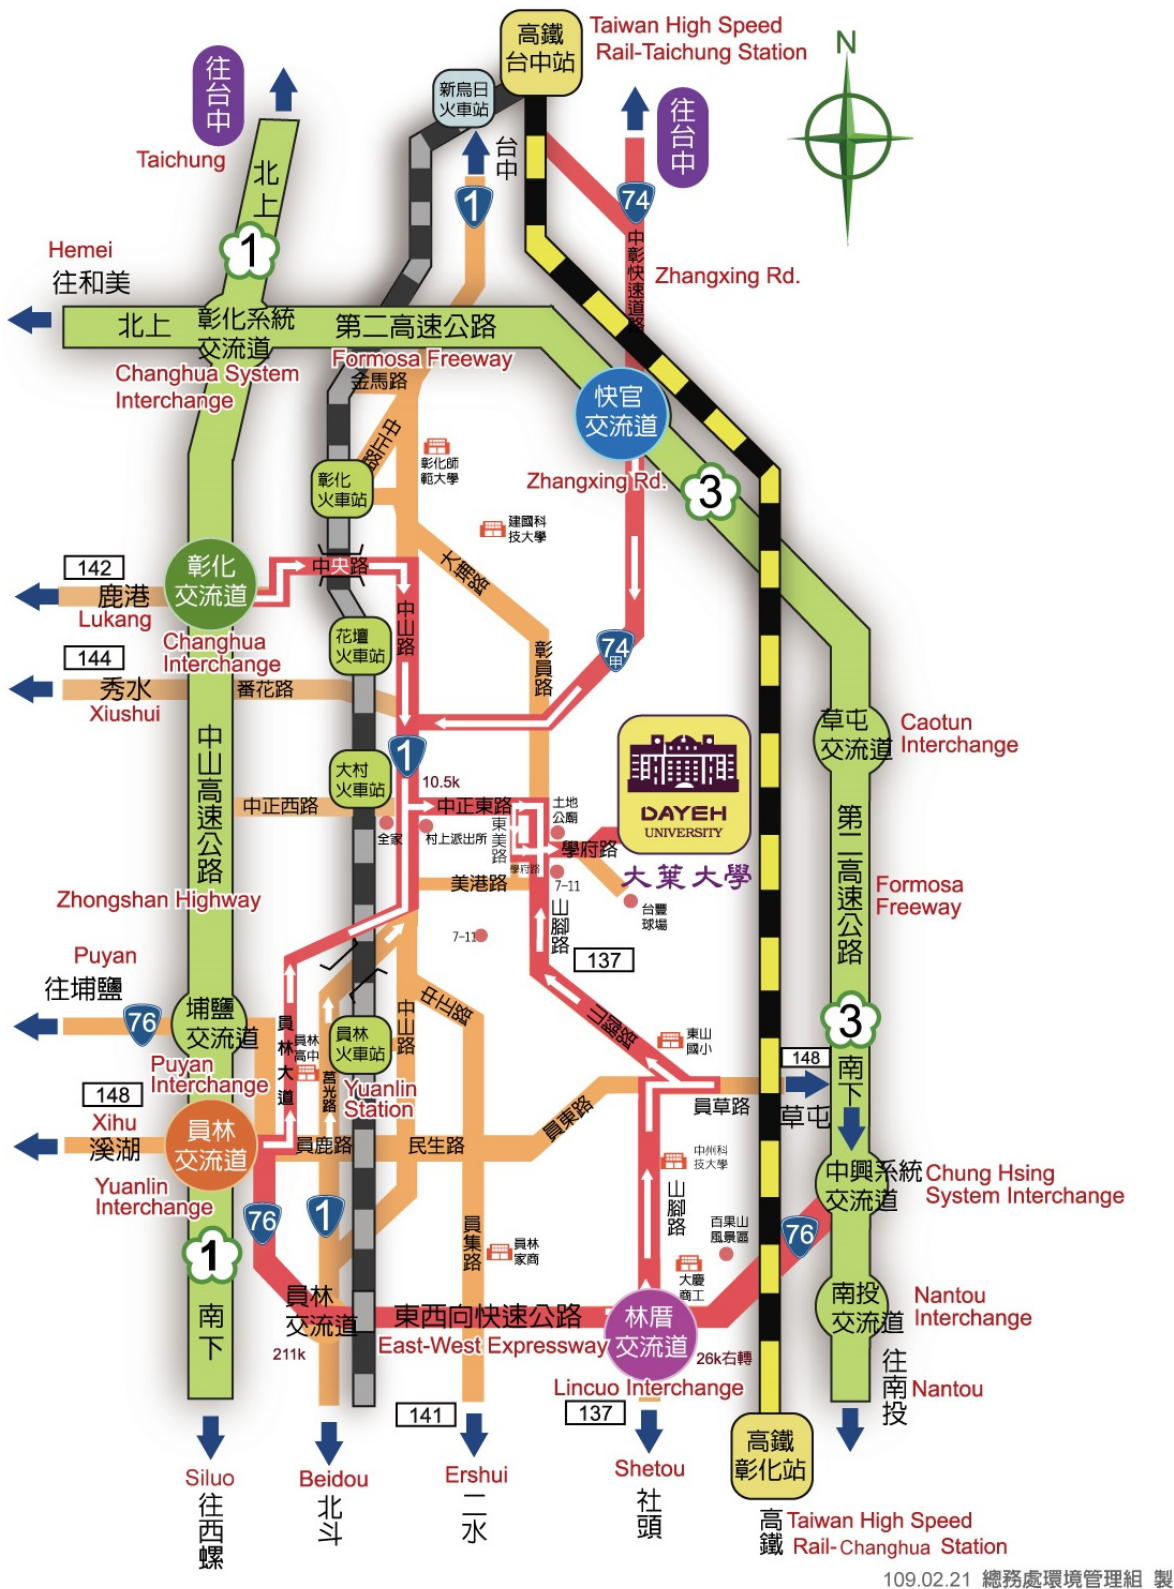 高鐵
台中站
Taiwan High Speed
Rail-Taichung Station
N
往台中
新烏日
火車站
往台中
台中
Taichung
北上
1
74
1
中彰快速道路
Zhangxing Rd.
Hemei
往和美
北上
彰化系統
交流道
第二高速公路
Formosa Freeway
Changhua System
Interchange
金馬路
中正路
快官
交流道
彰化師
範大學
彰化
火車站
Zhangxing Rd.
3
建國科
技大學
大埔路
142
鹿港
Lukang
彰化
交流道
中央路
中山路
花壇
火車站
Changhua
Interchange
彰員路
74
甲
144
秀水
Xiushui
番花路
草屯
交流道
Caotun
Interchange
中山高速公路
1
大村
火車站
10.5k
DAYEH
UNIVERSITY
大葉大學
中正西路
中正東路
土地
公廟
全家
村上派出所
東美路
學府路
學府路
第二高速公路
美港路
7-11
台豐
球場
Formosa
Freeway
Zhongshan Highway
7-11
山腳路
137
Puyan
往埔鹽
76
埔鹽
交流道
員林大道
員林
高中
莒光路
員林
火車站
中山路
中正路
山腳路
東山
國小
3
Puyan
Interchange
Yuanlin
Station
148
南下
148
Xihu
溪湖
員林
交流道
員鹿路
民生路
員東路
員草路
草屯
Yuanlin
Interchange
中州科
技大學
中興系統
交流道
Chung Hsing
System Interchange
76
1
山腳路
百果山
風景區
76
1
員集路
員林
家商
大慶
商工
南下
員林
交流道
東西向快速公路
East-West Expressway
林厝
交流道
南投
交流道
Nantou
Interchange
211k
26k右轉
Lincuo Interchange
往南投
Nantou
141
137
高鐵
彰化站
Siluo
往西螺
Beidou
北斗
Ershui
二水
Shetou
社頭
高鐵
Taiwan High Speed
Rail-Changhua Station
109.02.21 總務處環境管理組 製